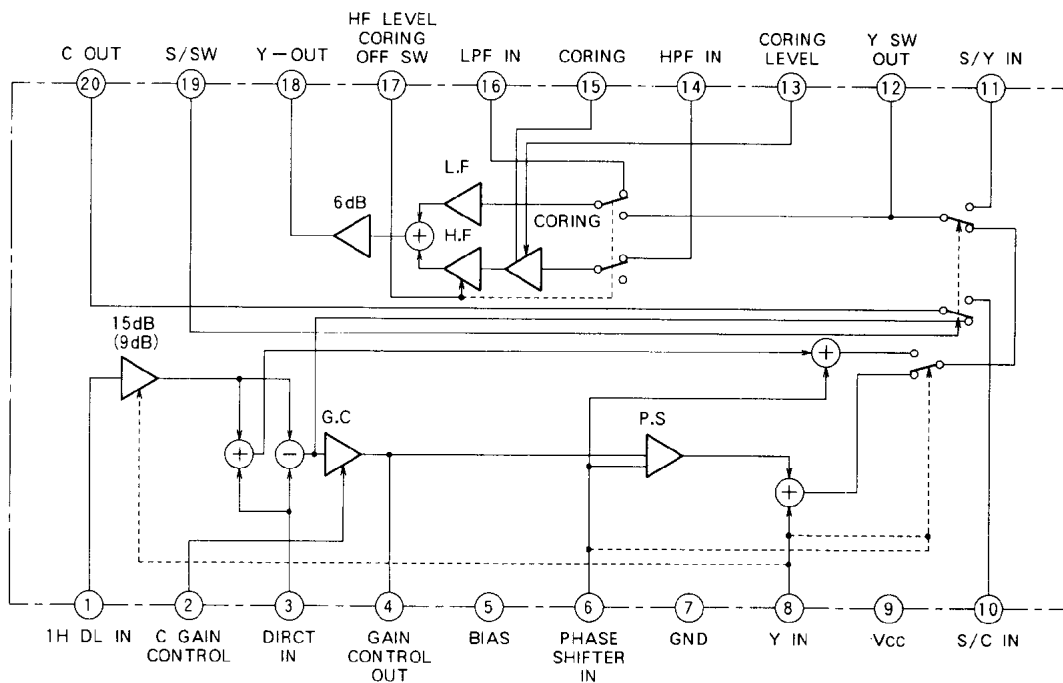 HF LEVEL
CORING
OFF SW
C OUT
S/SW
Y-OUT
LPF IN
CORING
HPF IN
CORING
LEVEL
Y SW
OUT
S/Y IN
20
19
18
17
16
15
14
13
12
11
L.F
6dB
+
CORING
H.F
15dB
(9dB)
+
G.C
P.S
+
−
+
1
2
3
4
5
6
7
8
9
10
1H DL IN
C GAIN
CONTROL
DIRCT
IN
GAIN
CONTROL
OUT
BIAS
PHASE
SHIFTER
IN
GND
Y IN
Vcc
S/C IN